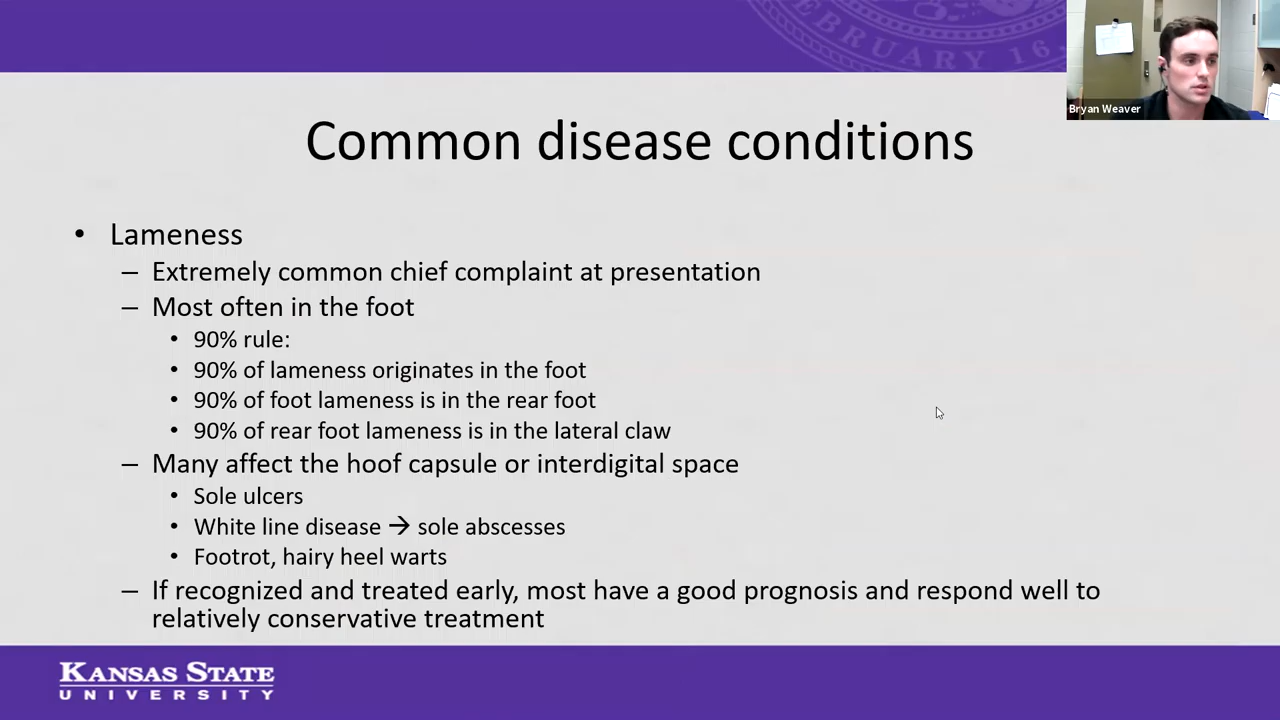 FEBRUARY 16,
Bryan Weaver
Common disease conditions
• Lameness
– Extremely common chief complaint at presentation
– Most often in the foot
• 90% rule:
• 90% of lameness originates in the foot
• 90% of foot lameness is in the rear foot
• 90% of rear foot lameness is in the lateral claw
– Many affect the hoof capsule or interdigital space
• Sole ulcers
• White line disease → sole abscesses
• Footrot, hairy heel warts
– If recognized and treated early, most have a good prognosis and respond well to
relatively conservative treatment
KANSAS STATE
UNIVERSITY